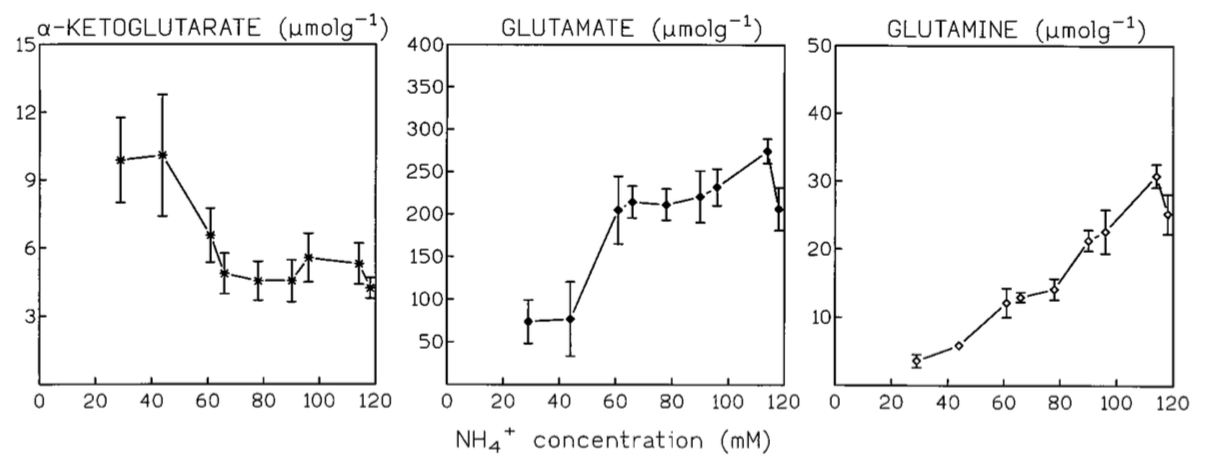 α-KETOGLUTARATE (μmolg⁻¹)
15
12
9
6
3
0 20 40 60 80 100 120
GLUTAMATE (μmolg⁻¹)
400
350
300
250
200
150
100
50
0 20 40 60 80 100 120
GLUTAMINE (μmolg⁻¹)
50
40
30
20
10
0 20 40 60 80 100 120
NH₄⁺ concentration (mM)